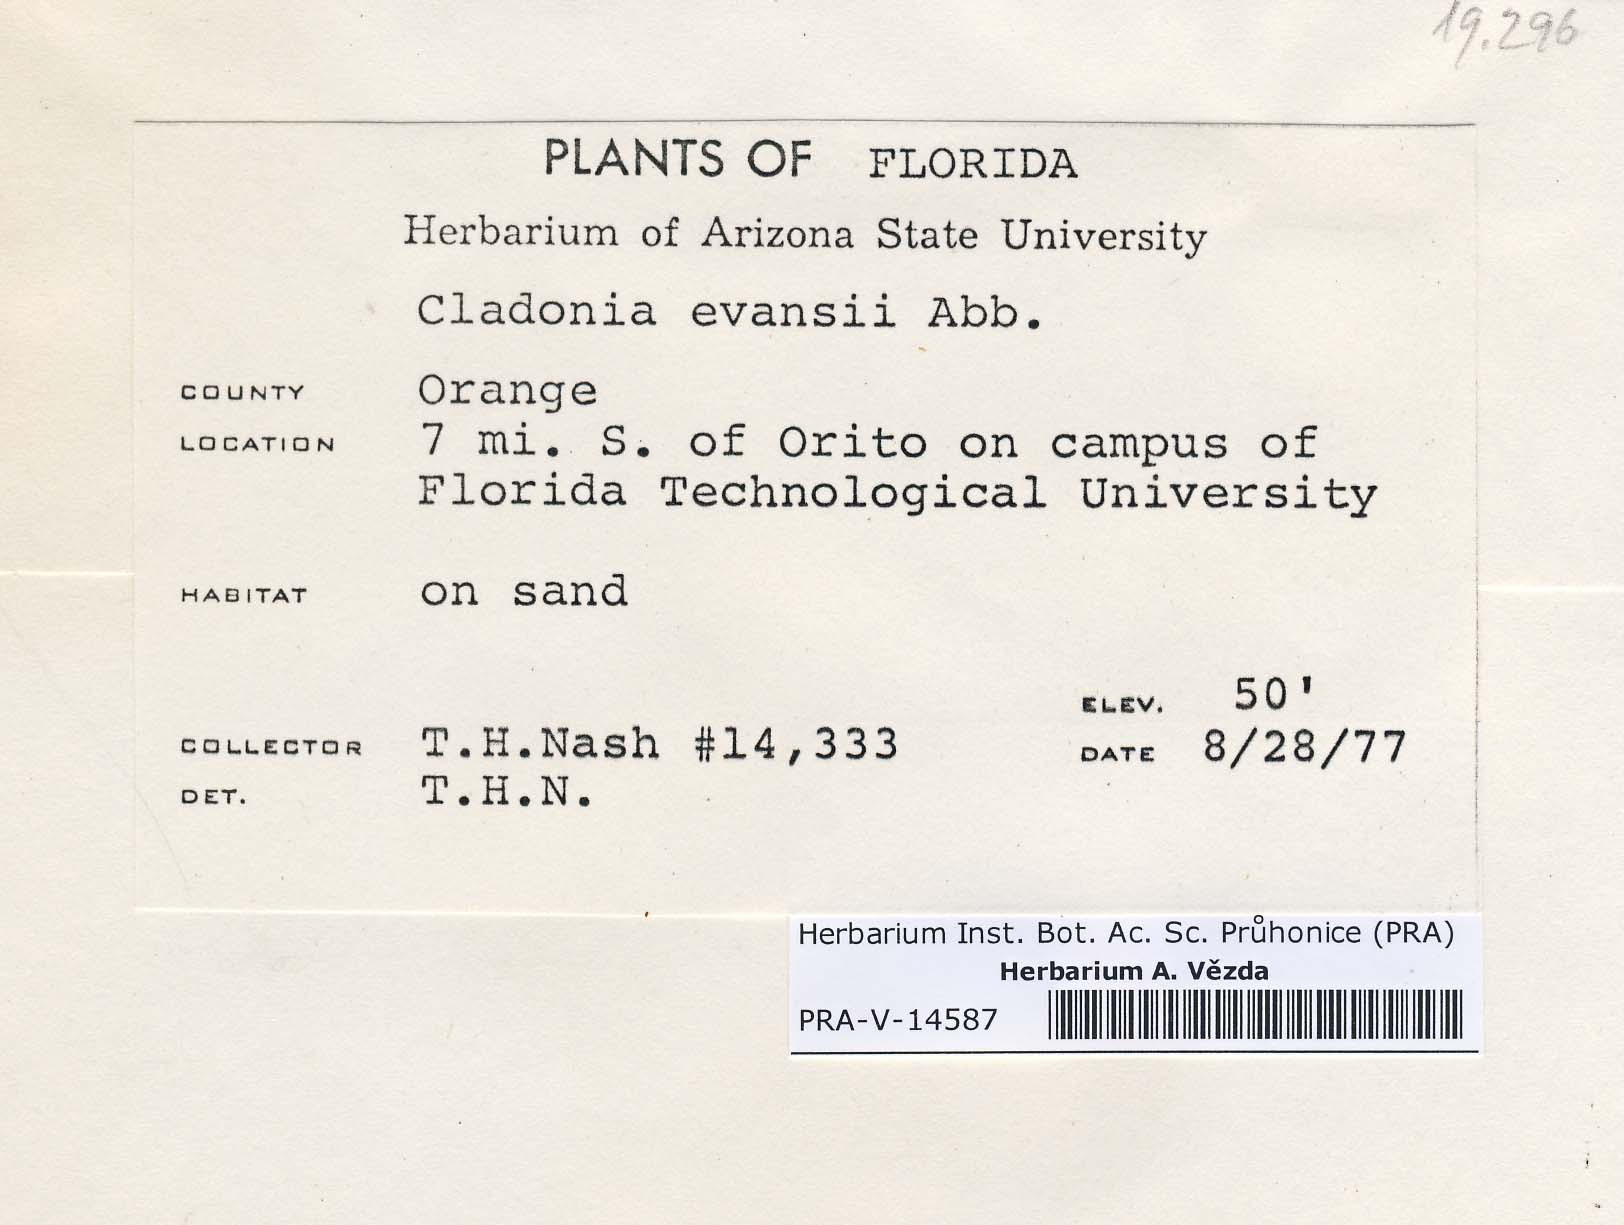 19.296
PLANTS OF FLORIDA
Herbarium of Arizona State University
Cladonia evansii Abb.
COUNTY Orange
LOCATION 7 mi. S. of Orito on campus of
Florida Technological University
HABITAT on sand
ELEV. 50'
COLLECTOR T.H.Nash #14,333 DATE 8/28/77
DET. T.H.N.
Herbarium Inst. Bot. Ac. Sc. Průhonice (PRA)
Herbarium A. Vězda
PRA-V-14587